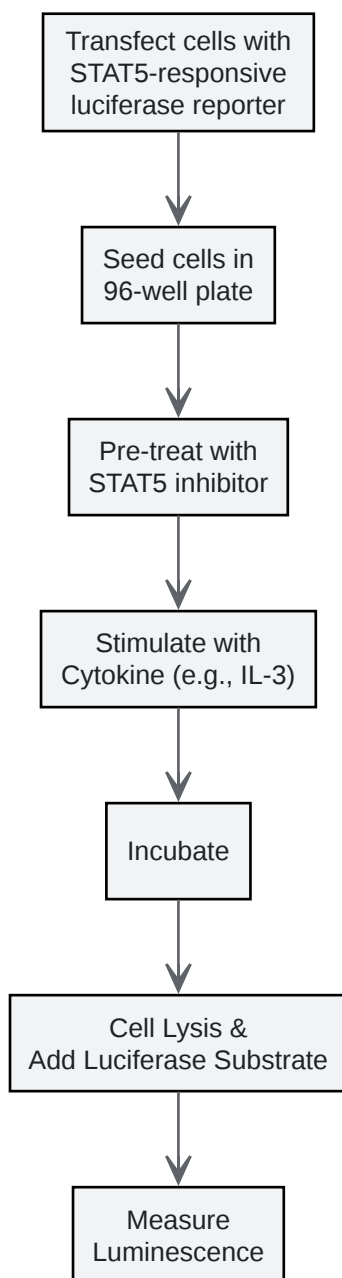 Transfect cells with
STAT5-responsive
luciferase reporter
Seed cells in
96-well plate
Pre-treat with
STAT5 inhibitor
Stimulate with
Cytokine (e.g., IL-3)
Incubate
Cell Lysis &
Add Luciferase Substrate
Measure
Luminescence